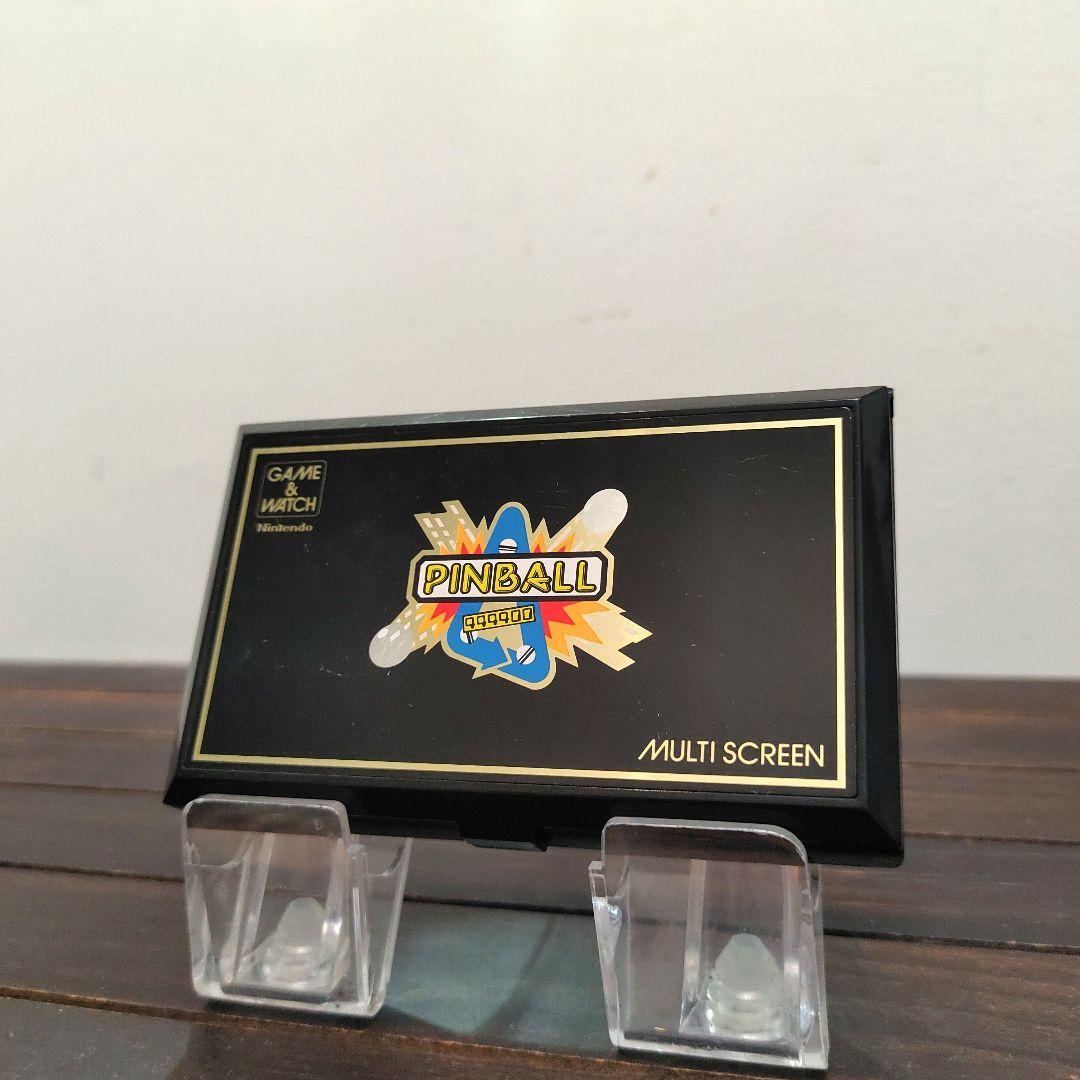 GAME
&
WATCH
Nintendo
PINBALL
999900
MULTI SCREEN